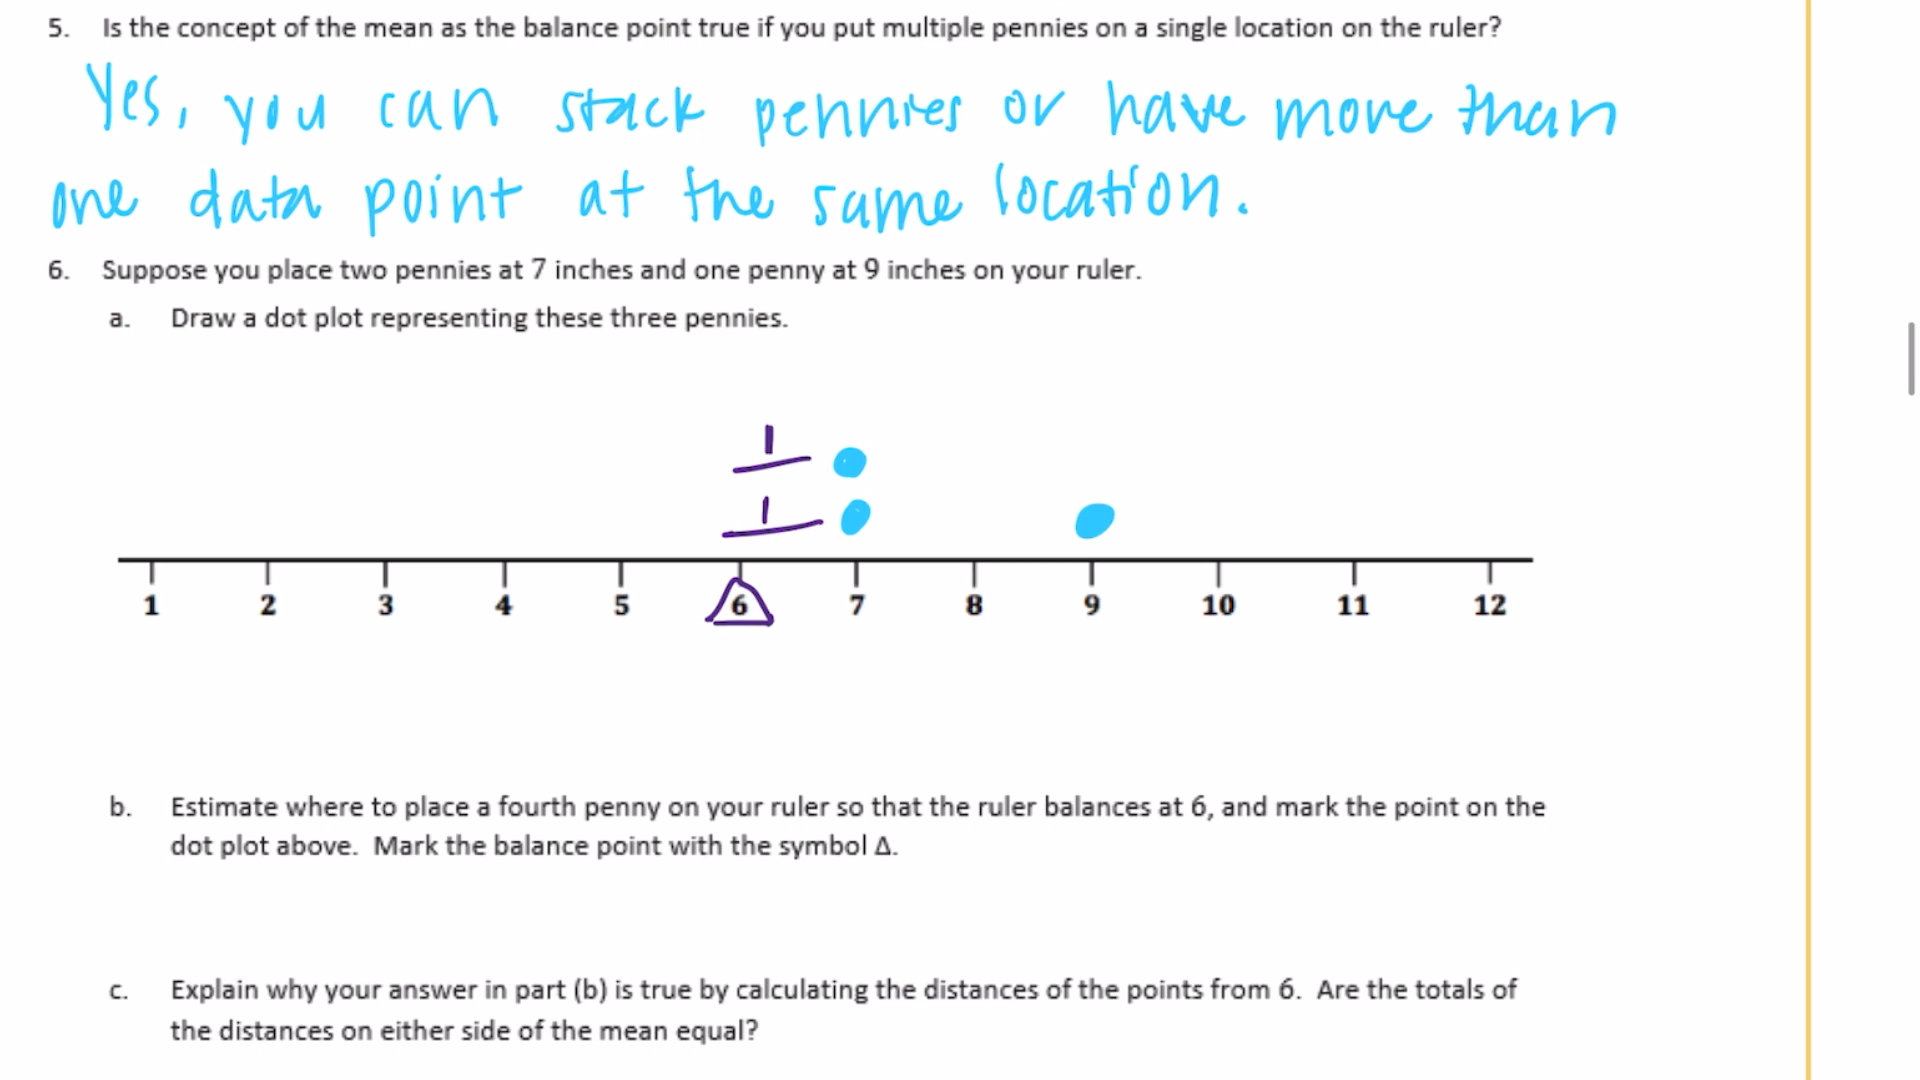 5. Is the concept of the mean as the balance point true if you put multiple pennies on a single location on the ruler?
Yes, you can stack pennies or have more than
one data point at the same location.
6. Suppose you place two pennies at 7 inches and one penny at 9 inches on your ruler.
a. Draw a dot plot representing these three pennies.
1
1
1 2 3 4 5 6 7 8 9 10 11 12
b. Estimate where to place a fourth penny on your ruler so that the ruler balances at 6, and mark the point on the
dot plot above. Mark the balance point with the symbol Δ.
c. Explain why your answer in part (b) is true by calculating the distances of the points from 6. Are the totals of
the distances on either side of the mean equal?